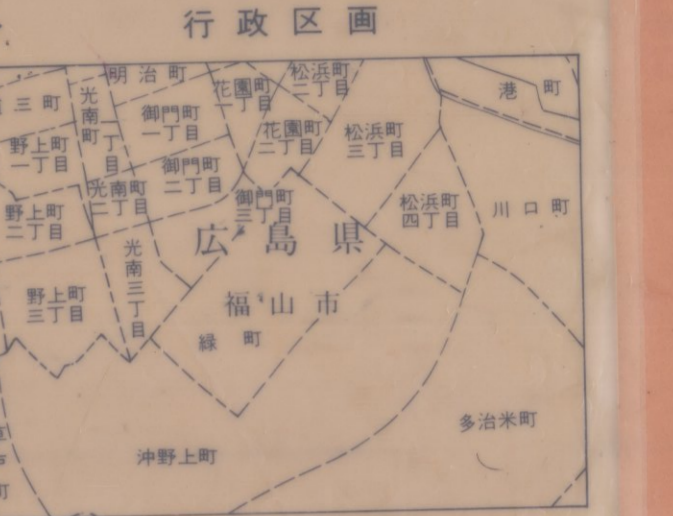 行政区画
明治町
花園町
一丁目
松浜町
二丁目
港町
三町
光南町一丁目
御門町
一丁目
花園町
二丁目
松浜町
三丁目
野上町
一丁目
御門町
二丁目
光南町
二丁目
御門町
三丁目
松浜町
四丁目
川口町
野上町
二丁目
広島県
光南三丁目
野上町
三丁目
福山市
緑町
多治米町
沖野上町
町